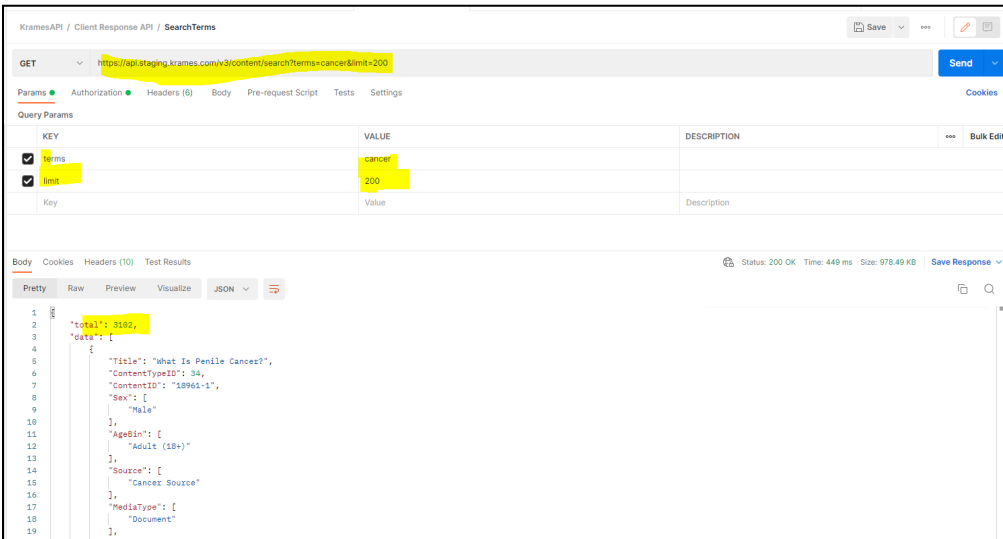 KramesAPI / Client Response API / SearchTerms Save
GET https://api.staging.krames.com/v3/content/search?terms=cancer&limit=200 Send
Params Authorization Headers (6) Body Pre-request Script Tests Settings Cookies
Query Params
KEY VALUE DESCRIPTION Bulk Edit
terms cancer
limit 200
Key Value Description
Body Cookies Headers (10) Test Results Status: 200 OK Time: 449 ms Size: 978.49 KB Save Response
Pretty Raw Preview Visualize JSON
1 {
2 "total": 3102,
3 "data": [
4 {
5 "Title": "What Is Penile Cancer?",
6 "ContentTypeID": 34,
7 "ContentID": "18961-1",
8 "Sex": [
9 "Male"
10 ],
11 "AgeBin": [
12 "Adult (18+)"
13 ],
14 "Source": [
15 "Cancer Source"
16 ],
17 "MediaType": [
18 "Document"
19 ],